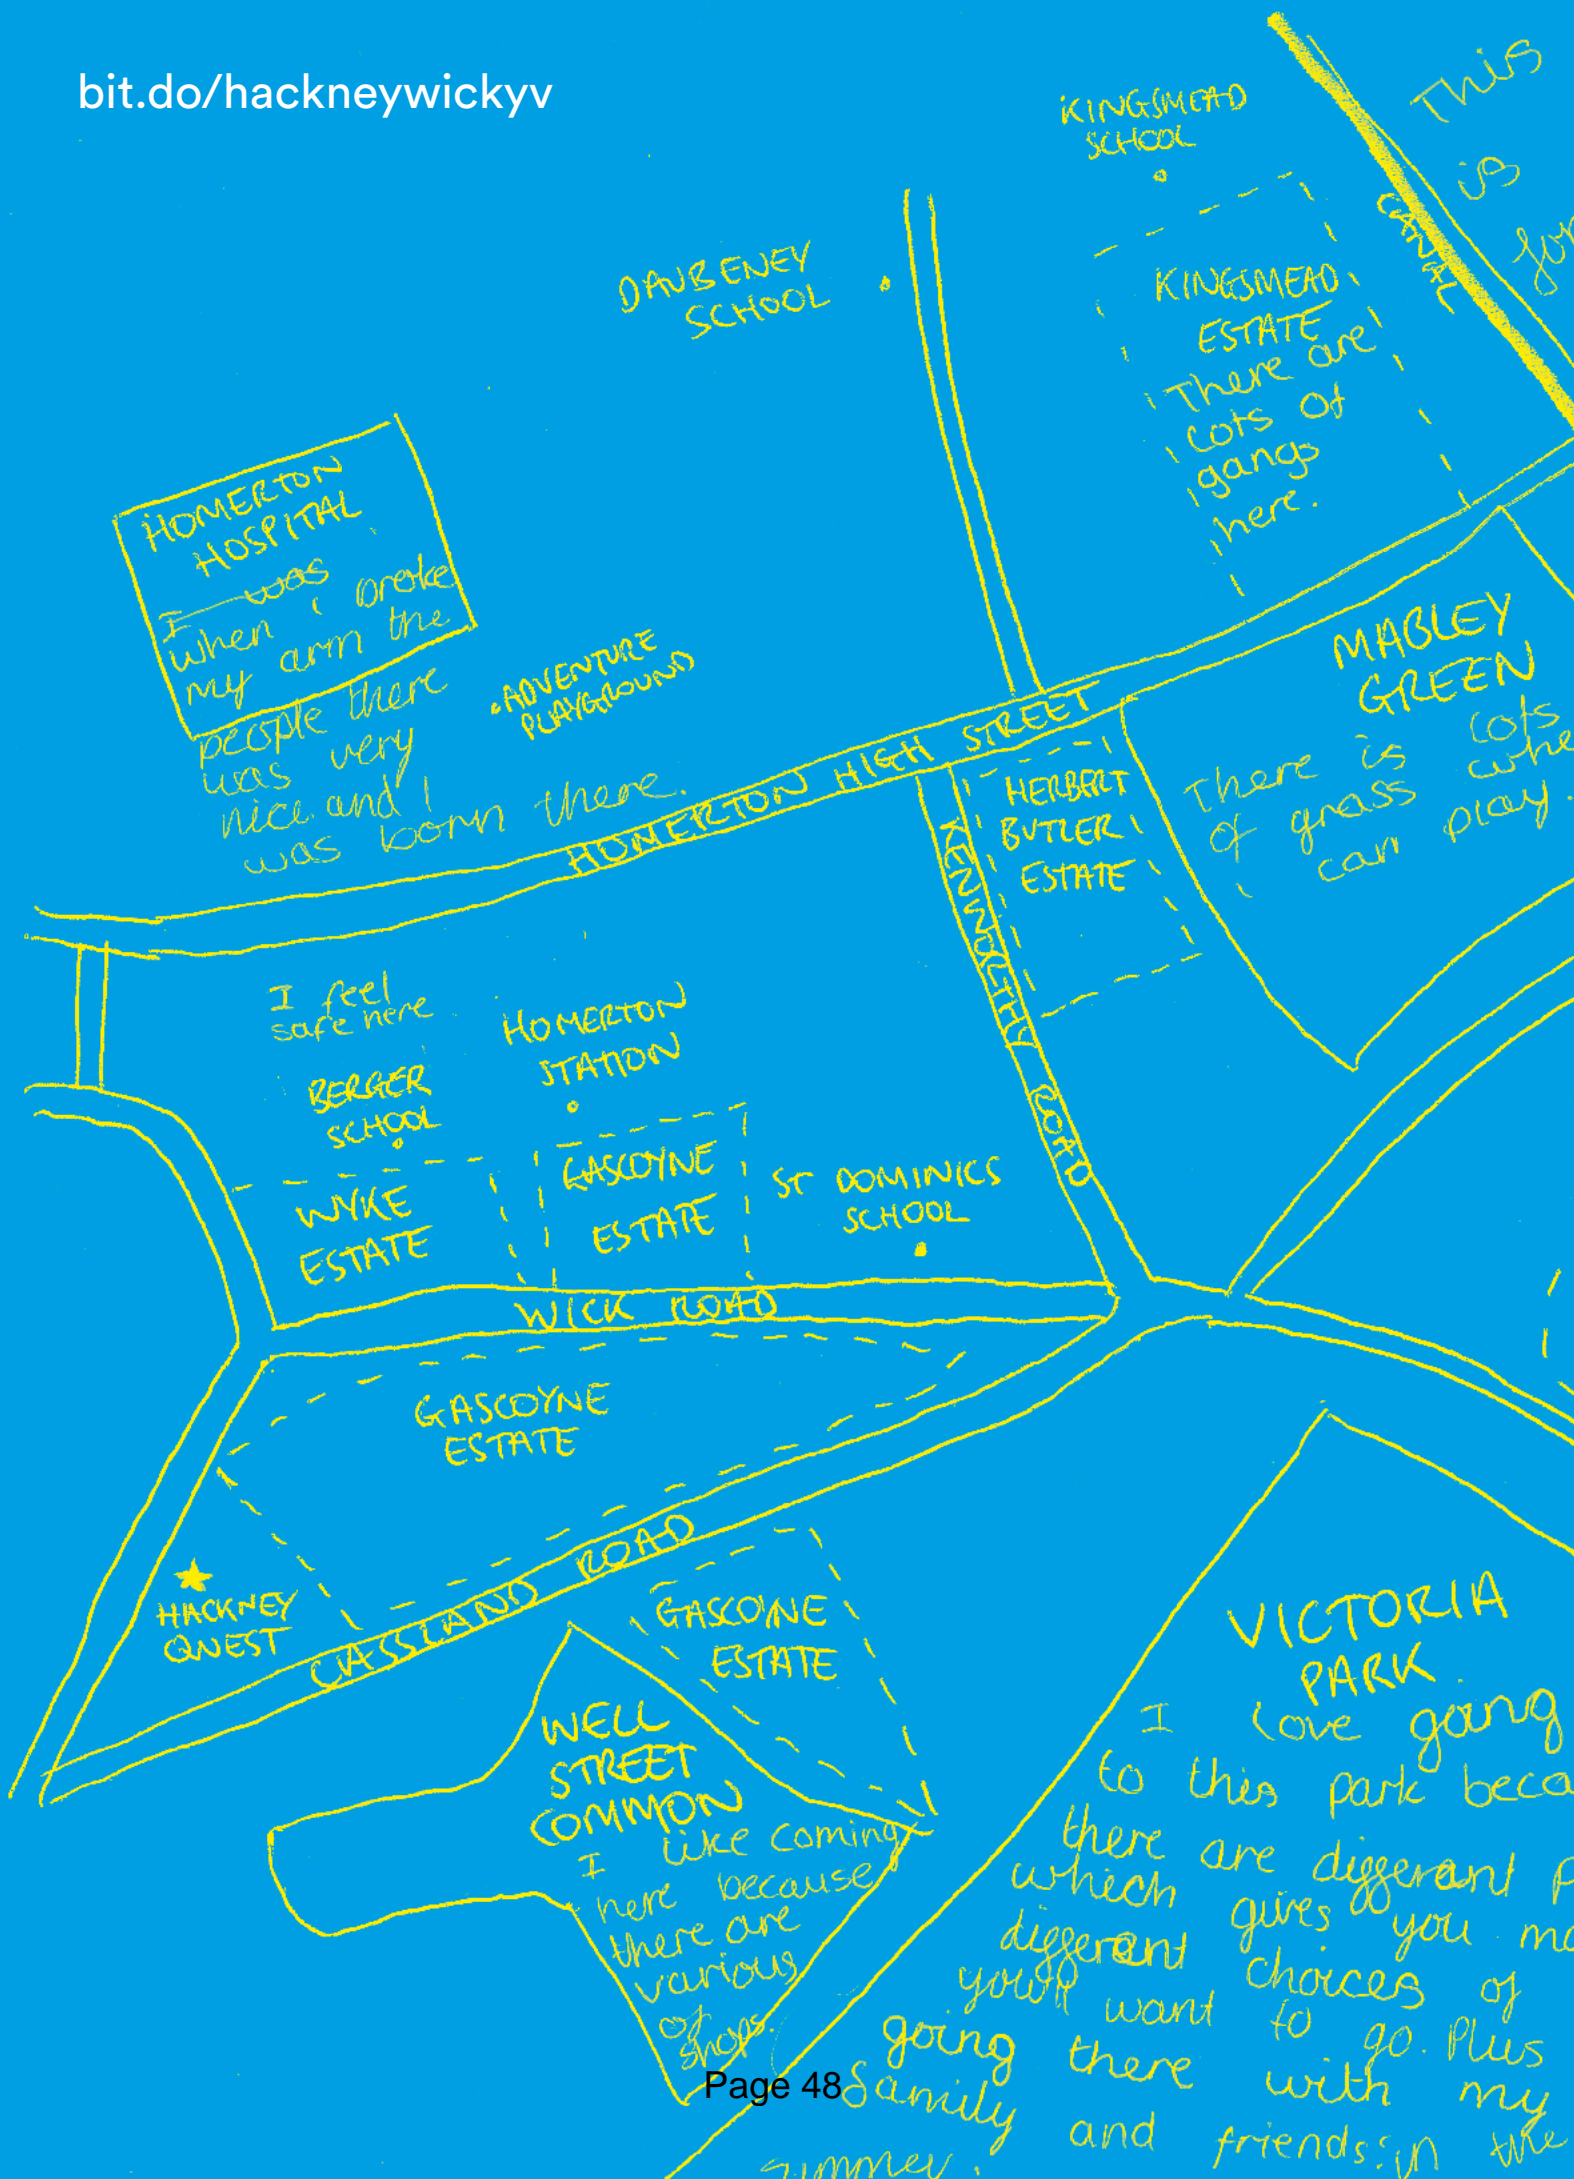 bit.do/hackneywickyv
KINGSMEAD
SCHOOL
This
is
CANAL
DAUBENEY
SCHOOL
KINGSMEAD
ESTATE
There are
lots of
gangs
here.
HOMERTON
HOSPITAL
I was
when i broke
my arm the
people there
was very
nice and I
was born there.
ADVENTURE
PLAYGROUND
MABLEY
GREEN
There is lots
of grass
i can play.
HOMERTON HIGH STREET
HERBERT
BUTLER
ESTATE
KENWORTHY ROAD
I feel
safe here
HOMERTON
STATION
BERGER
SCHOOL
WYKE
ESTATE
GASCOYNE
ESTATE
ST DOMINICS
SCHOOL
WICK ROAD
GASCOYNE
ESTATE
HACKNEY
QUEST
CASSLAND ROAD
GASCOYNE
ESTATE
WELL
STREET
COMMON
I like coming
here because
there are
various
of
shops.
VICTORIA
PARK
I love going
to this park
there are different
which gives you
different choices of
you'll want to go. Plus
going there with my
family and friends in the
summer.
Page 48